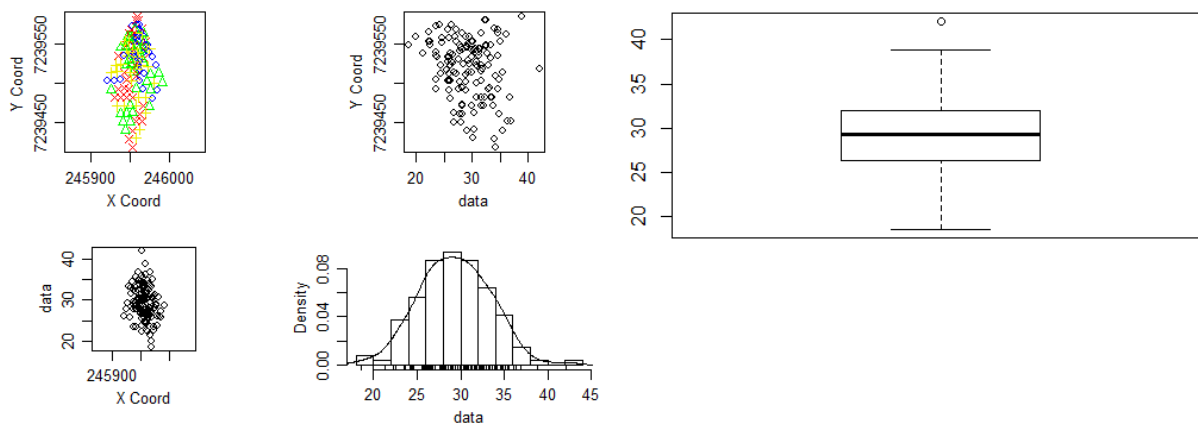 Y Coord
7239450 7239550
245900 246000
X Coord
Y Coord
7239450 7239550
20 30 40
data
20 25 30 35 40
data
20 30 40
245900
X Coord
Density
0.00 0.04 0.08
20 25 30 35 40 45
data